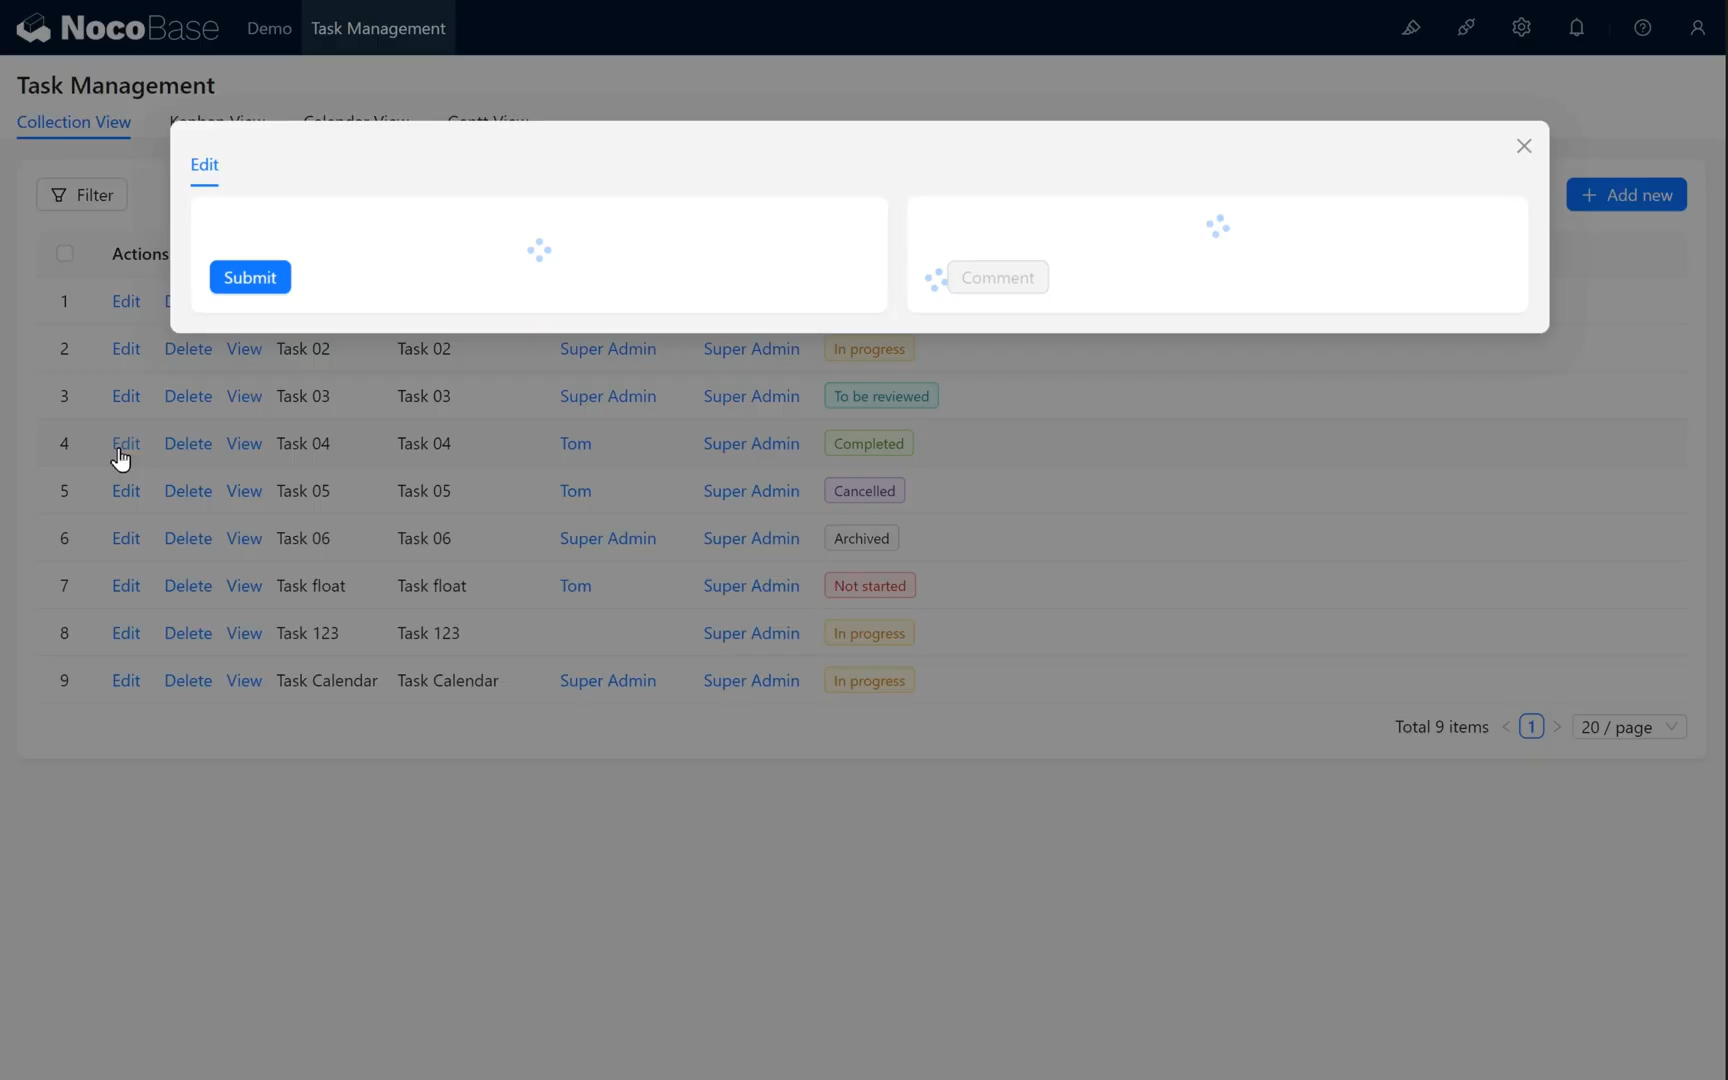 NocoBase Demo Task Management
Task Management
Collection View Kanban View Calendar View Gantt View
Edit
Filter
Add new
Submit
Comment
Actions
1 Edit
2 Edit Delete View Task 02 Task 02 Super Admin Super Admin In progress
3 Edit Delete View Task 03 Task 03 Super Admin Super Admin To be reviewed
4 Edit Delete View Task 04 Task 04 Tom Super Admin Completed
5 Edit Delete View Task 05 Task 05 Tom Super Admin Cancelled
6 Edit Delete View Task 06 Task 06 Super Admin Super Admin Archived
7 Edit Delete View Task float Task float Tom Super Admin Not started
8 Edit Delete View Task 123 Task 123 Super Admin In progress
9 Edit Delete View Task Calendar Task Calendar Super Admin Super Admin In progress
Total 9 items < 1 > 20 / page